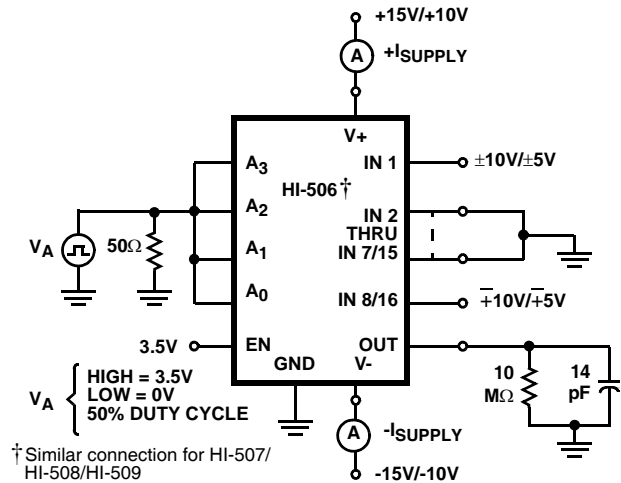 +15V/+10V
A
+ISUPPLY
V+
A3
IN 1
±10V/±5V
HI-506†
A2
IN 2
THRU
VA
50Ω
A1
IN 7/15
A0
IN 8/16
∓10V/∓5V
3.5V
EN
OUT
GND
V-
10
MΩ
14
pF
VA
HIGH = 3.5V
LOW = 0V
50% DUTY CYCLE
A
-ISUPPLY
-15V/-10V
†Similar connection for HI-507/
HI-508/HI-509